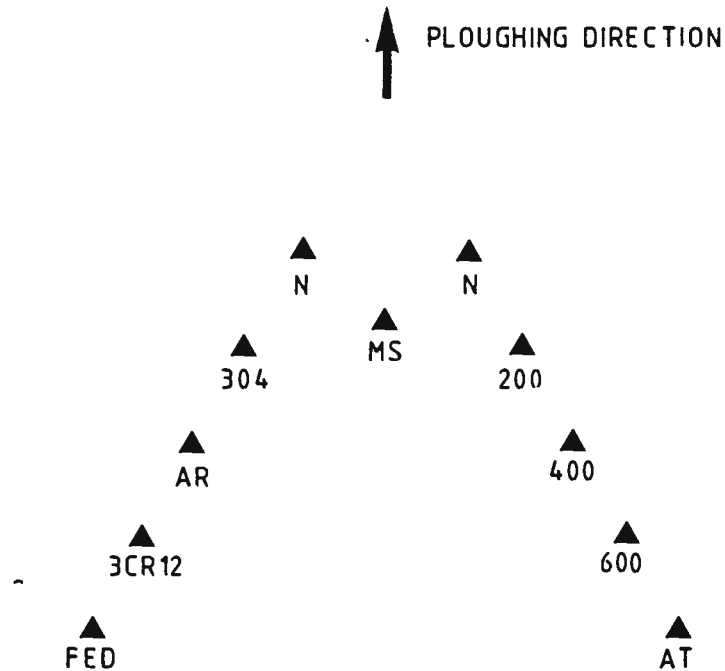 PLOUGHING DIRECTION
N N
MS
304 200
AR 400
3CR12 600
FED AT